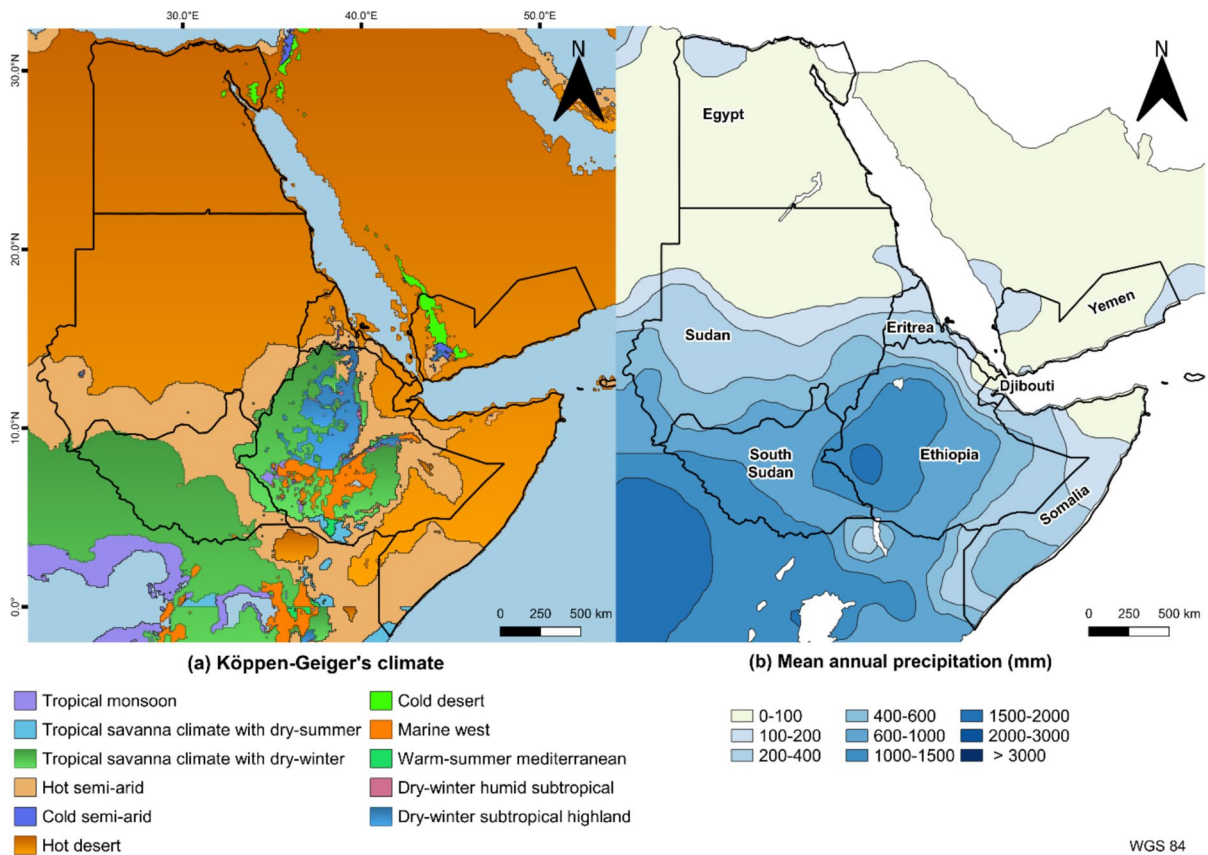 30.0°E 40.0°E 50.0°E
N
N
30.0°N
20.0°N
10.0°N
0.0°
Egypt
Yemen
Sudan
Eritrea
Djibouti
South
Sudan
Ethiopia
Somalia
0 250 500 km
0 250 500 km
(a) Köppen-Geiger's climate
(b) Mean annual precipitation (mm)
Tropical monsoon
Tropical savanna climate with dry-summer
Tropical savanna climate with dry-winter
Hot semi-arid
Cold semi-arid
Hot desert
Cold desert
Marine west
Warm-summer mediterranean
Dry-winter humid subtropical
Dry-winter subtropical highland
0-100
100-200
200-400
400-600
600-1000
1000-1500
1500-2000
2000-3000
> 3000
WGS 84